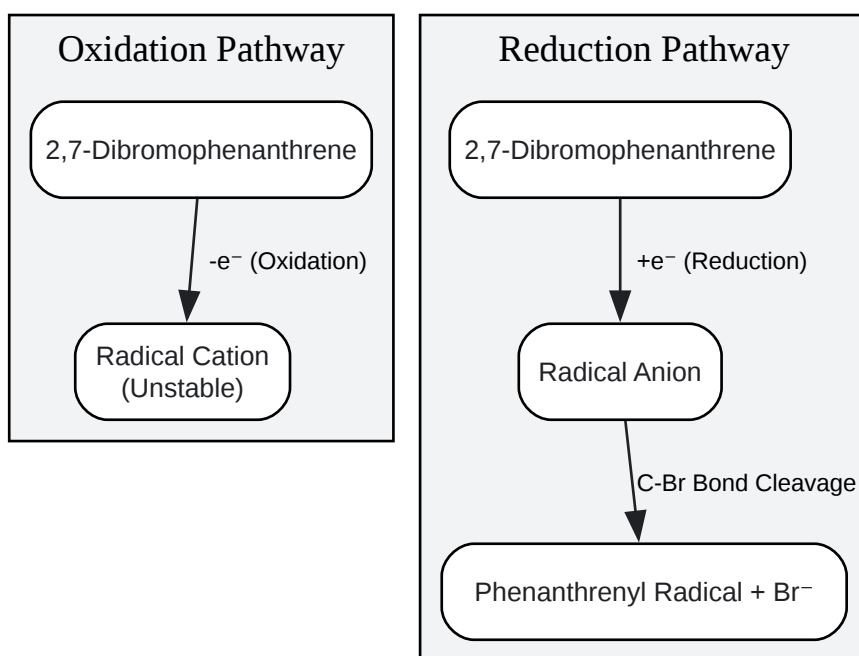 Oxidation Pathway
2,7-Dibromophenanthrene
-e⁻ (Oxidation)
Radical Cation
(Unstable)
Reduction Pathway
2,7-Dibromophenanthrene
+e⁻ (Reduction)
Radical Anion
C-Br Bond Cleavage
Phenanthrenyl Radical + Br⁻